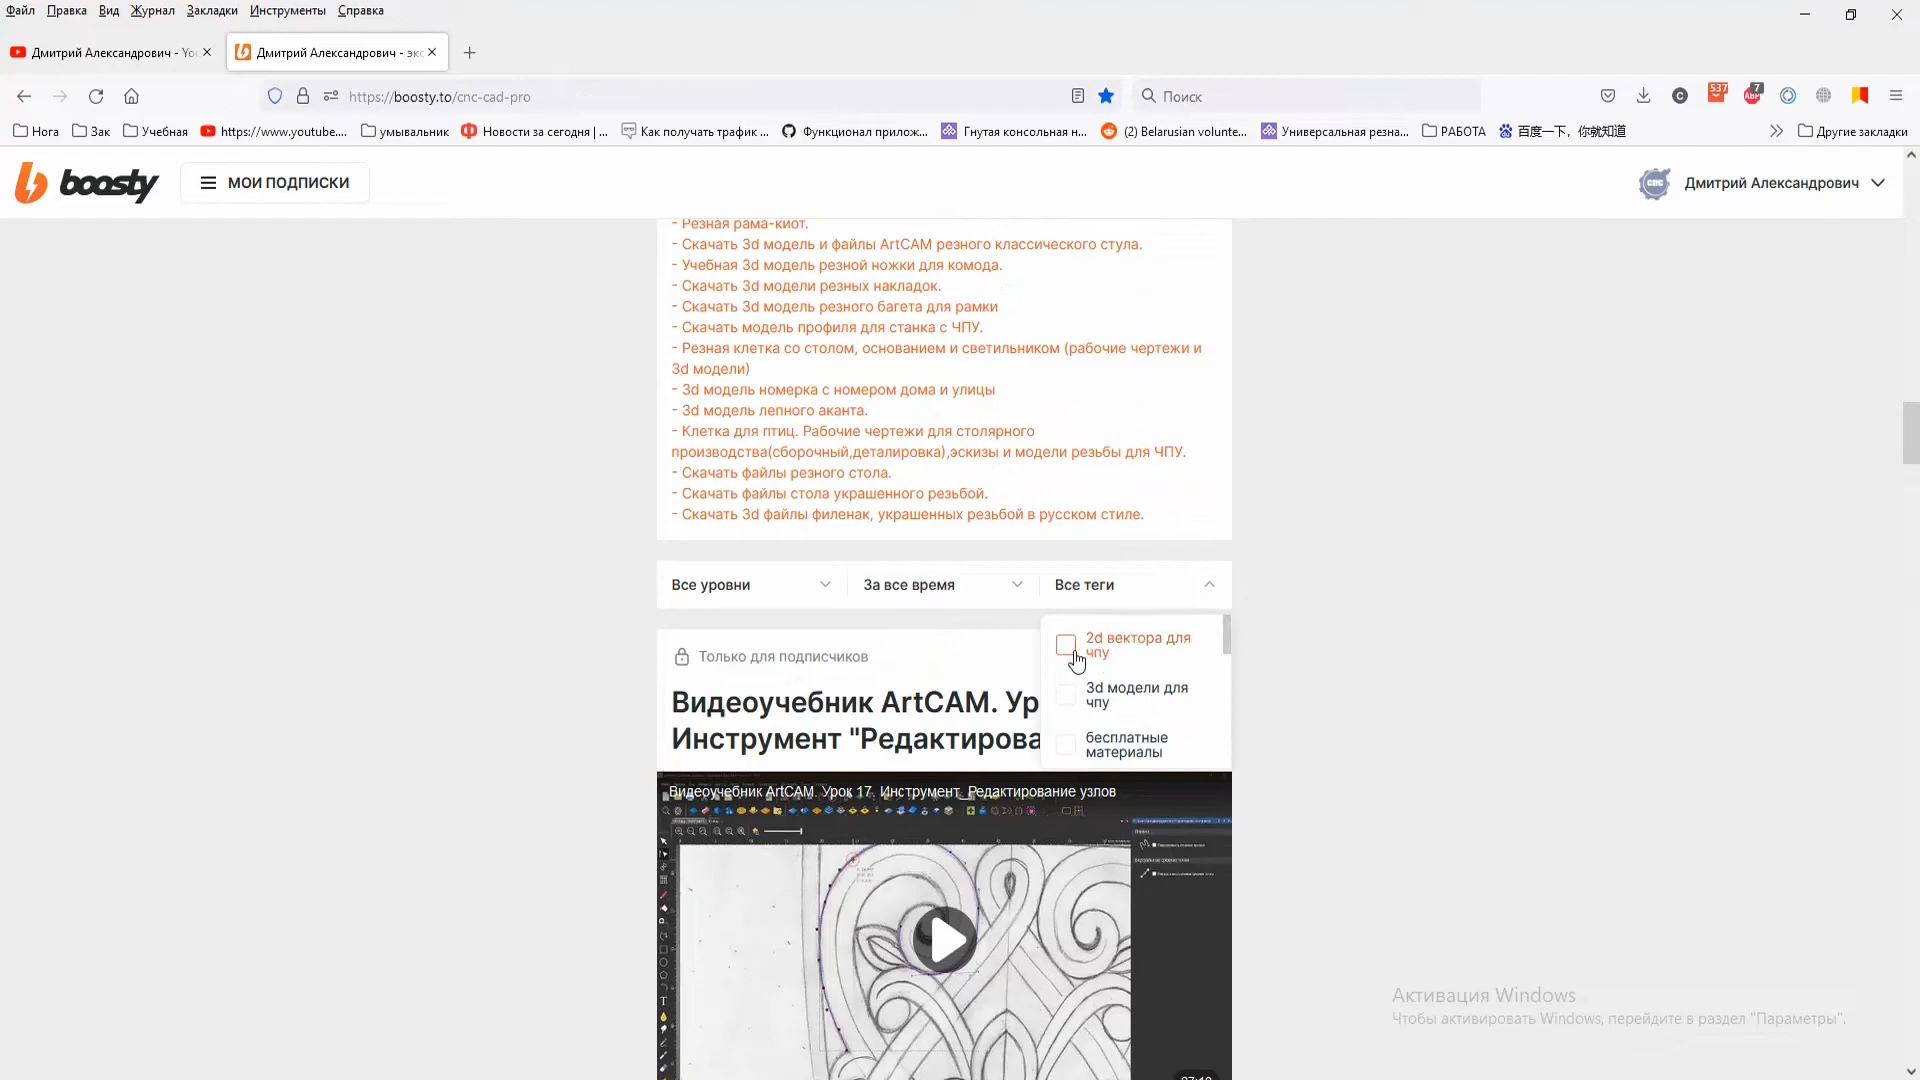 Файл Правка Вид Журнал Закладки Инструменты Справка
Дмитрий Александрович - You
Дмитрий Александрович - экс
https://boosty.to/cnc-cad-pro
Поиск
537
7
Нога Зак Учебная https://www.youtube.... умывальник Новости за сегодня | ... Как получать трафик ... Функционал прилож... Гнутая консольная н... (2) Belarusian volunte... Универсальная резна... РАБОТА 百度一下，你就知道 Другие закладки
boosty
МОИ ПОДПИСКИ
Дмитрий Александрович
- Резная рама-киот.
- Скачать 3d модель и файлы ArtCAM резного классического стула.
- Учебная 3d модель резной ножки для комода.
- Скачать 3d модели резных накладок.
- Скачать 3d модель резного багета для рамки
- Скачать модель профиля для станка с ЧПУ.
- Резная клетка со столом, основанием и светильником (рабочие чертежи и
3d модели)
- 3d модель номерка с номером дома и улицы
- 3d модель лепного аканта.
- Клетка для птиц. Рабочие чертежи для столярного
производства(сборочный,деталировка),эскизы и модели резьбы для ЧПУ.
- Скачать файлы резного стола.
- Скачать файлы стола украшенного резьбой.
- Скачать 3d файлы филенак, украшенных резьбой в русском стиле.
Все уровни За все время Все теги
2d вектора для
чпу
3d модели для
чпу
бесплатные
материалы
Только для подписчиков
Видеоучебник ArtCAM. Ур
Инструмент "Редактирова
Видеоучебник ArtCAM. Урок 17. Инструмент_ Редактирование узлов
Активация Windows
Чтобы активировать Windows, перейдите в раздел "Параметры".